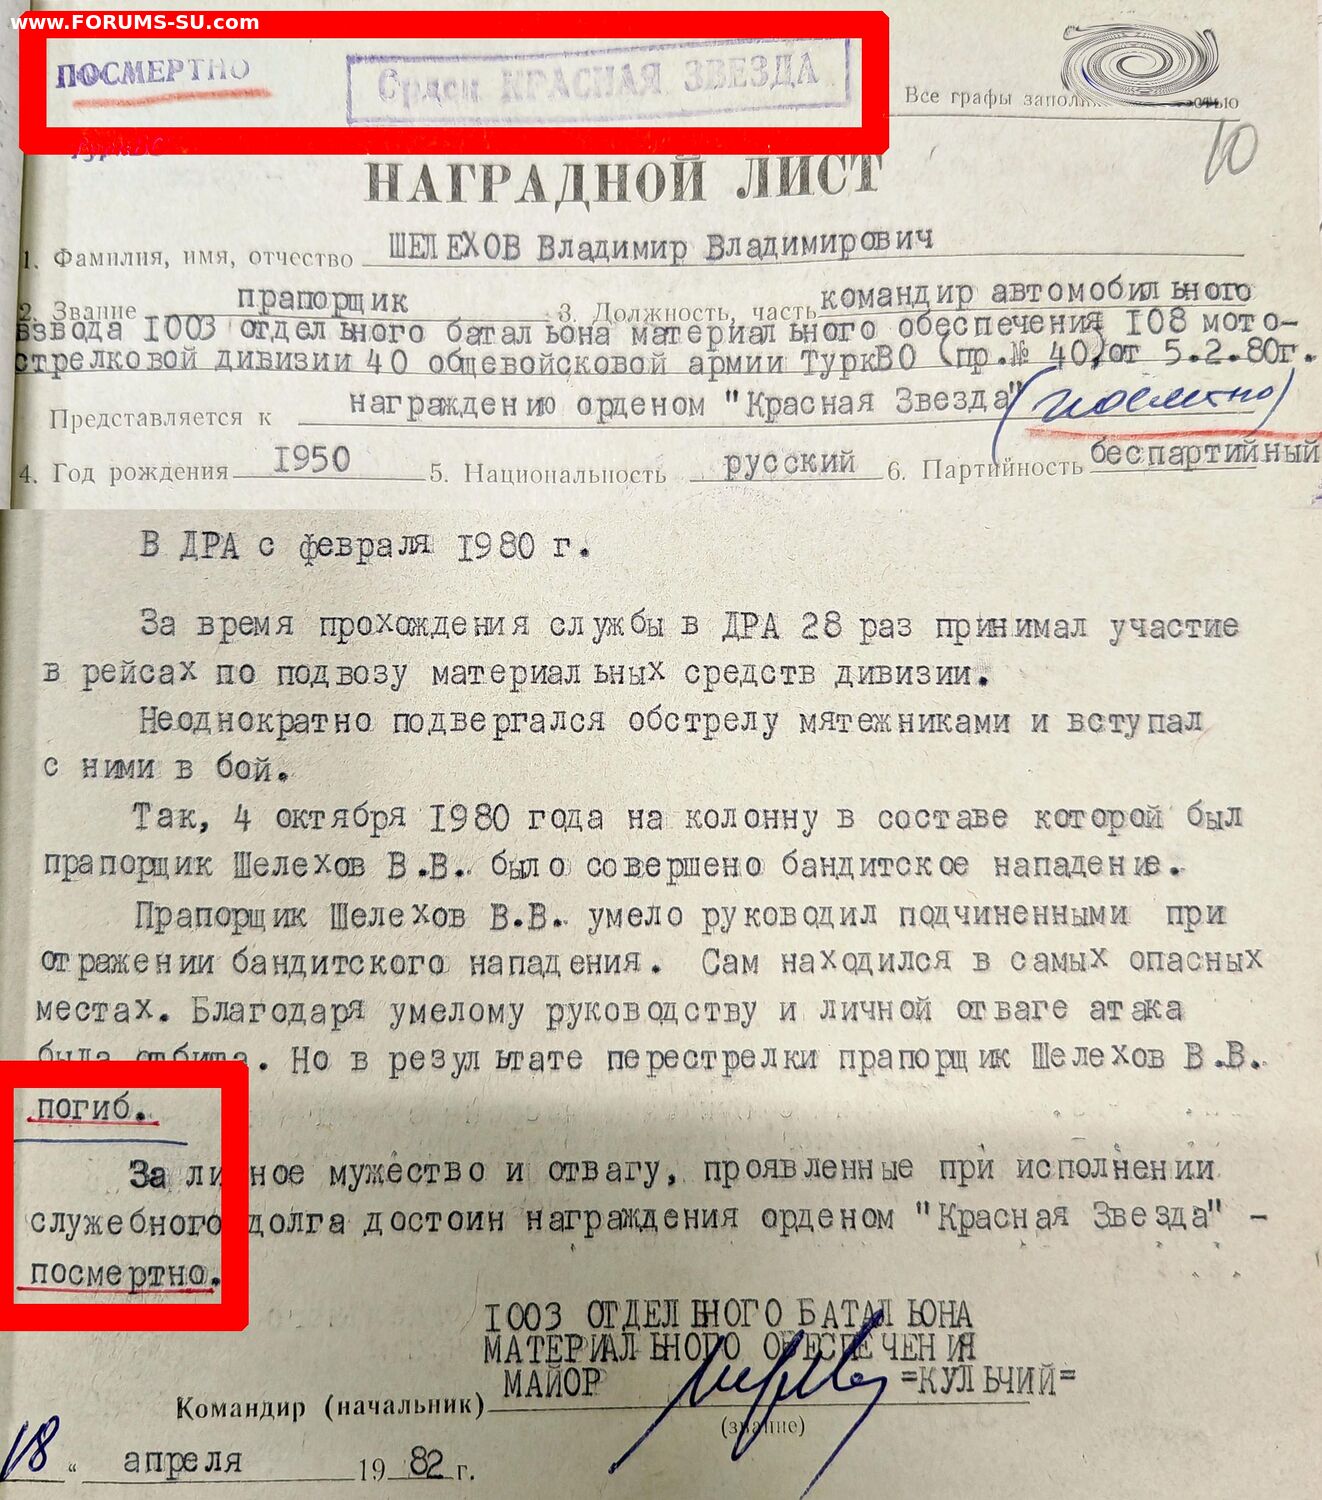 www.FORUMS-SU.com
ПОСМЕРТНО
Орден КРАСНАЯ ЗВЕЗДА
Все графы
10
НАГРАДНОЙ ЛИСТ
1. Фамилия, имя, отчество ШЕЛЕХОВ Владимир Владимирович
2. Звание прапорщик 3. Должность, часть командир автомобильного
взвода 1003 отдельного батальона материального обеспечения 108 мото-
стрелковой дивизии 40 общевойсковой армии ТуркВО (пр.№ 40) от 5.2.80г.
Представляется к награждению орденом "Красная Звезда" (посмертно)
4. Год рождения 1950 5. Национальность русский 6. Партийность беспартийный
В ДРА с февраля 1980 г.
За время прохождения службы в ДРА 28 раз принимал участие
в рейсах по подвозу материальных средств дивизии.
Неоднократно подвергался обстрелу мятежниками и вступал
с ними в бой.
Так, 4 октября 1980 года на колонну в составе которой был
прапорщик Шелехов В.В. было совершено бандитское нападение.
Прапорщик Шелехов В.В. умело руководил подчиненными при
отражении бандитского нападения. Сам находился в самых опасных
местах. Благодаря умелому руководству и личной отваге атака
была отбита. Но в результате перестрелки прапорщик Шелехов В.В.
погиб.
За личное мужество и отвагу, проявленные при исполнении
служебного долга достоин награждения орденом "Красная Звезда" -
посмертно.
1003 ОТДЕЛЬНОГО БАТАЛЬОНА
МАТЕРИАЛЬНОГО ОБЕСПЕЧЕНИЯ
МАЙОР =КУЛЬЧИЙ=
Командир (начальник)
(звание)
18 " апреля 1982 г.